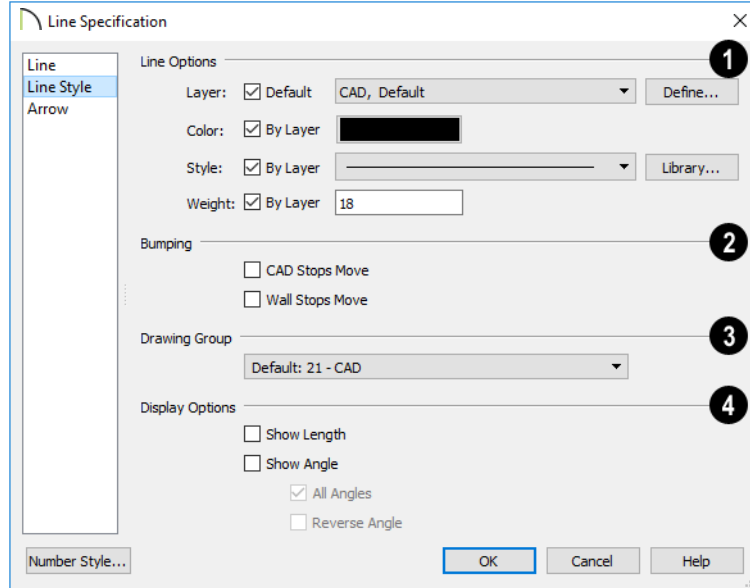 Line Specification
Line
Line Style
Arrow
Line Options
1
Layer: Default CAD, Default Define...
Color: By Layer
Style: By Layer Library...
Weight: By Layer 18
Bumping
2
CAD Stops Move
Wall Stops Move
Drawing Group
3
Default: 21 - CAD
Display Options
4
Show Length
Show Angle
All Angles
Reverse Angle
Number Style... OK Cancel Help